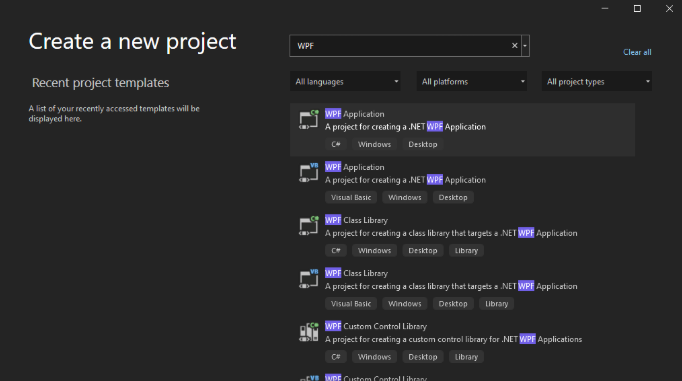 Create a new project
WPF
Clear all
Recent project templates
All languages
All platforms
All project types
A list of your recently accessed templates will
be displayed here.
WPF Application
A project for creating a .NET WPF Application
C# Windows Desktop
WPF Application
A project for creating a .NET WPF Application
Visual Basic Windows Desktop
WPF Class Library
A project for creating a class library that targets a .NET WPF Application
C# Windows Desktop Library
WPF Class Library
A project for creating a class library that targets a .NET WPF Application
Visual Basic Windows Desktop Library
WPF Custom Control Library
A project for creating a custom control library for .NET WPF Applications
C# Windows Desktop Library
WPF Custom Control Library